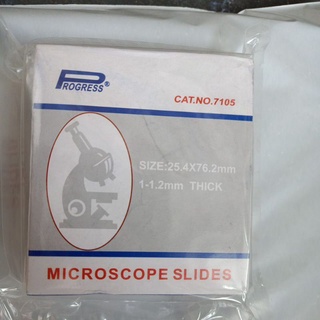 PROGRESS®
CAT.NO.7105
SIZE:25.4X76.2mm
1-1.2mm THICK
MICROSCOPE SLIDES